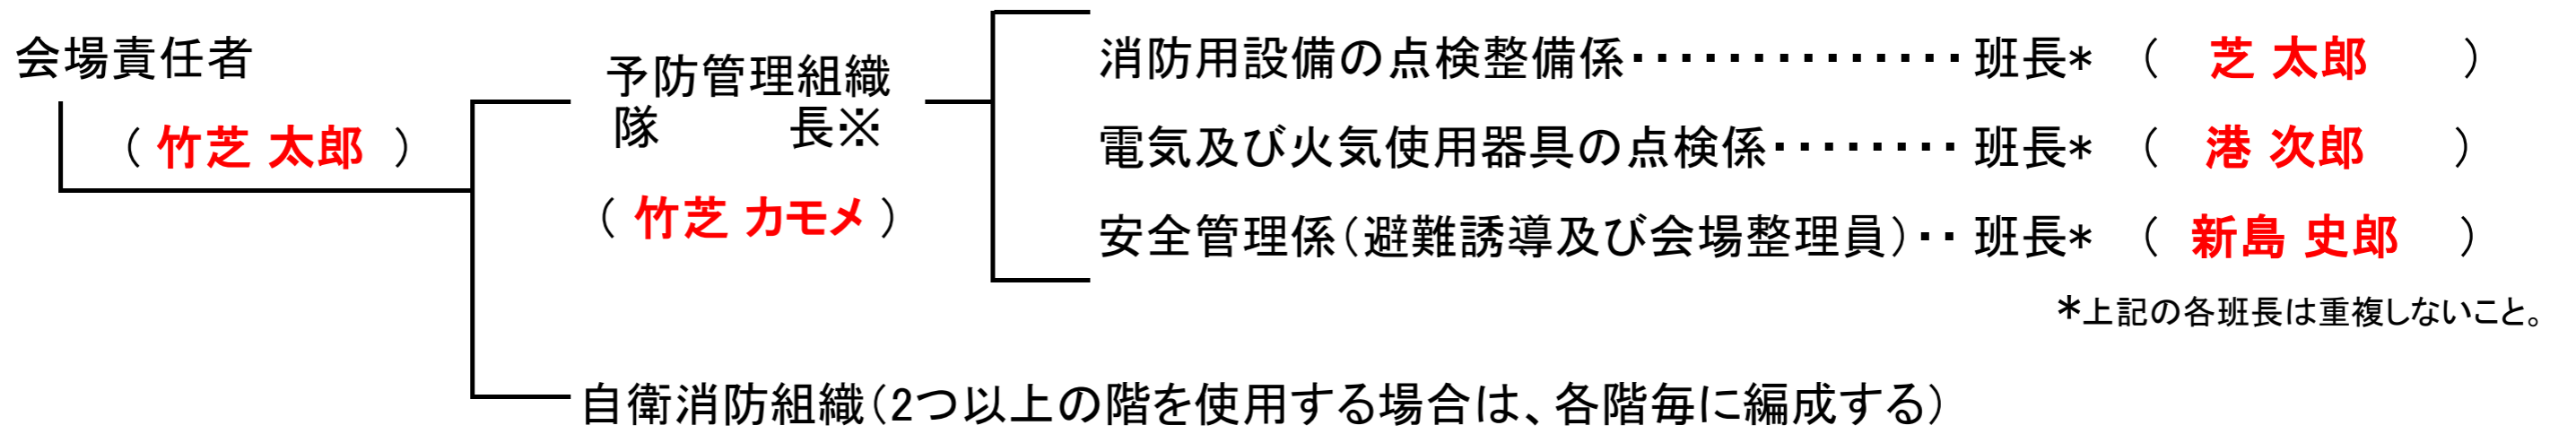 会場責任者
（ 竹芝 太郎 ）
予防管理組織
隊　　　長※
（ 竹芝 カモメ ）
消防用設備の点検整備係・・・・・・・・・・・・・・ 班長* （ 芝 太郎 ）
電気及び火気使用器具の点検係・・・・・・・・ 班長* （ 港 次郎 ）
安全管理係（避難誘導及び会場整理員）・・ 班長* （ 新島 史郎 ）
*上記の各班長は重複しないこと。
自衛消防組織（2つ以上の階を使用する場合は、各階毎に編成する）